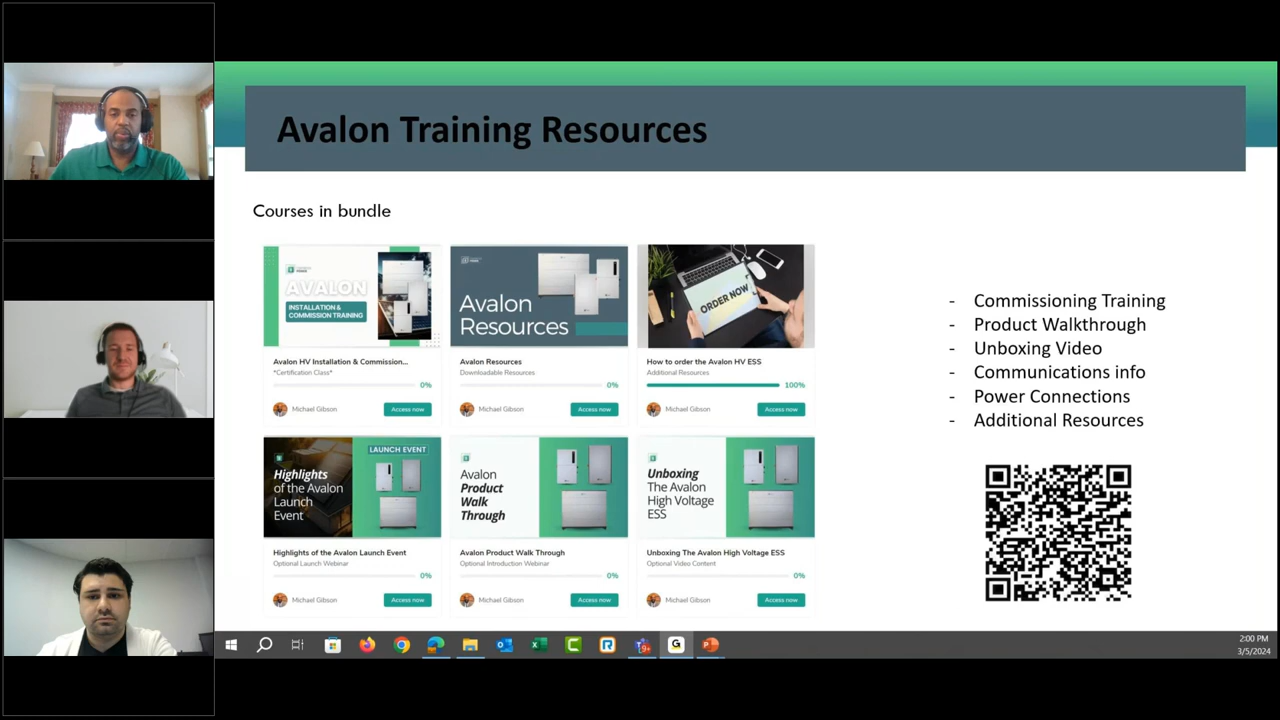 Avalon Training Resources
Courses in bundle
AVALON
INSTALLATION &
COMMISSION TRAINING
Avalon HV Installation & Commission...
*Certification Class*
0%
Michael Gibson
Access now
Avalon
Resources
Avalon Resources
Downloadable Resources
0%
Michael Gibson
Access now
ORDER NOW
How to order the Avalon HV ESS
Additional Resources
100%
Michael Gibson
Access now
LAUNCH EVENT
Highlights
of the Avalon
Launch
Event
Highlights of the Avalon Launch Event
Optional Launch Webinar
0%
Michael Gibson
Access now
Avalon
Product
Walk
Through
Avalon Product Walk Through
Optional Introduction Webinar
0%
Michael Gibson
Access now
Unboxing
The Avalon
High Voltage
ESS
Unboxing The Avalon High Voltage ESS
Optional Video Content
0%
Michael Gibson
Access now
- Commissioning Training
- Product Walkthrough
- Unboxing Video
- Communications info
- Power Connections
- Additional Resources
2:00 PM
3/5/2024